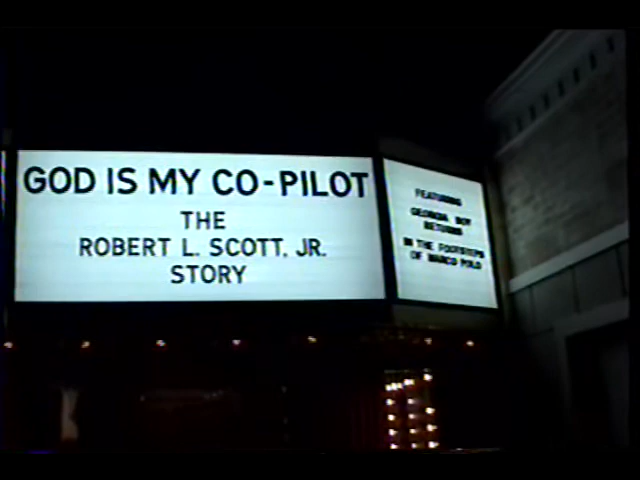 GOD IS MY CO-PILOT
THE
ROBERT L. SCOTT, JR.
STORY
FEATURING
GEORGIA BOY
RETURNS
IN THE FOOTSTEPS
OF MARCO POLO